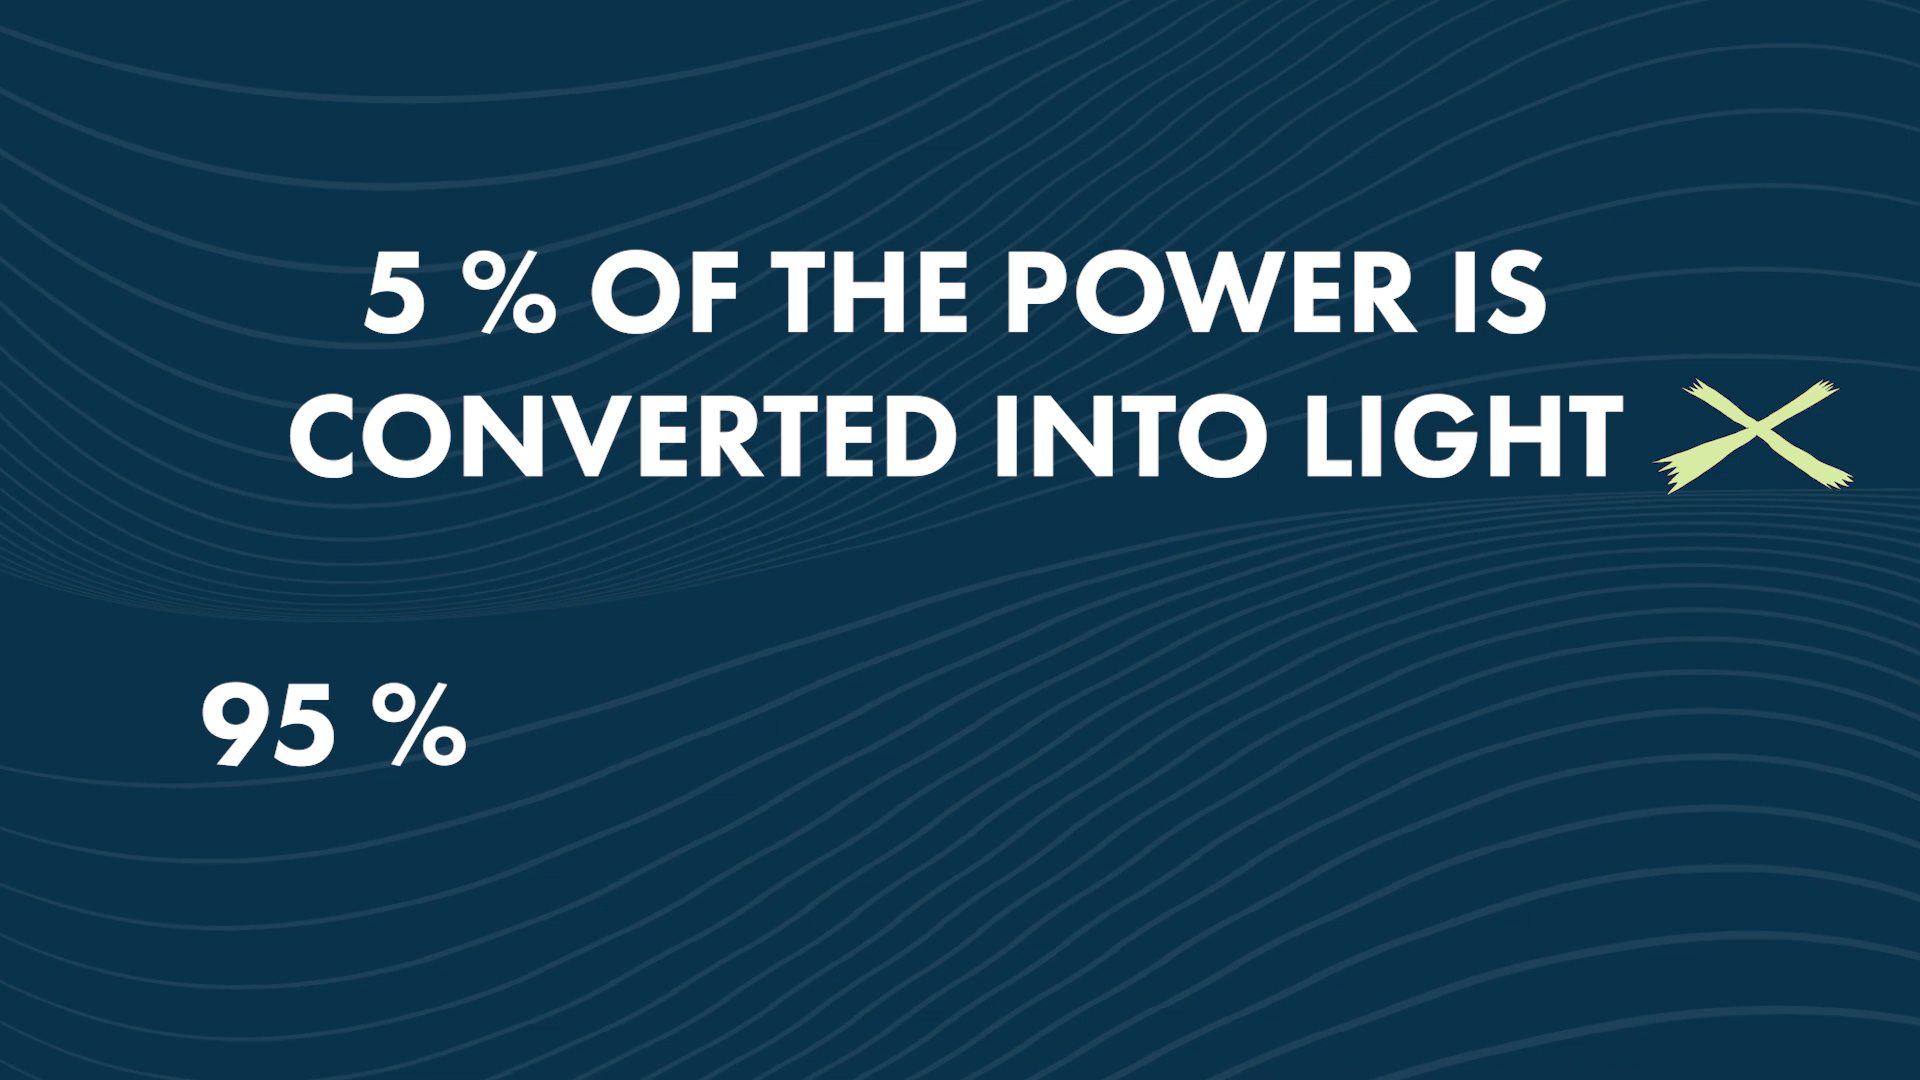 5 % OF THE POWER IS
CONVERTED INTO LIGHT
95 %